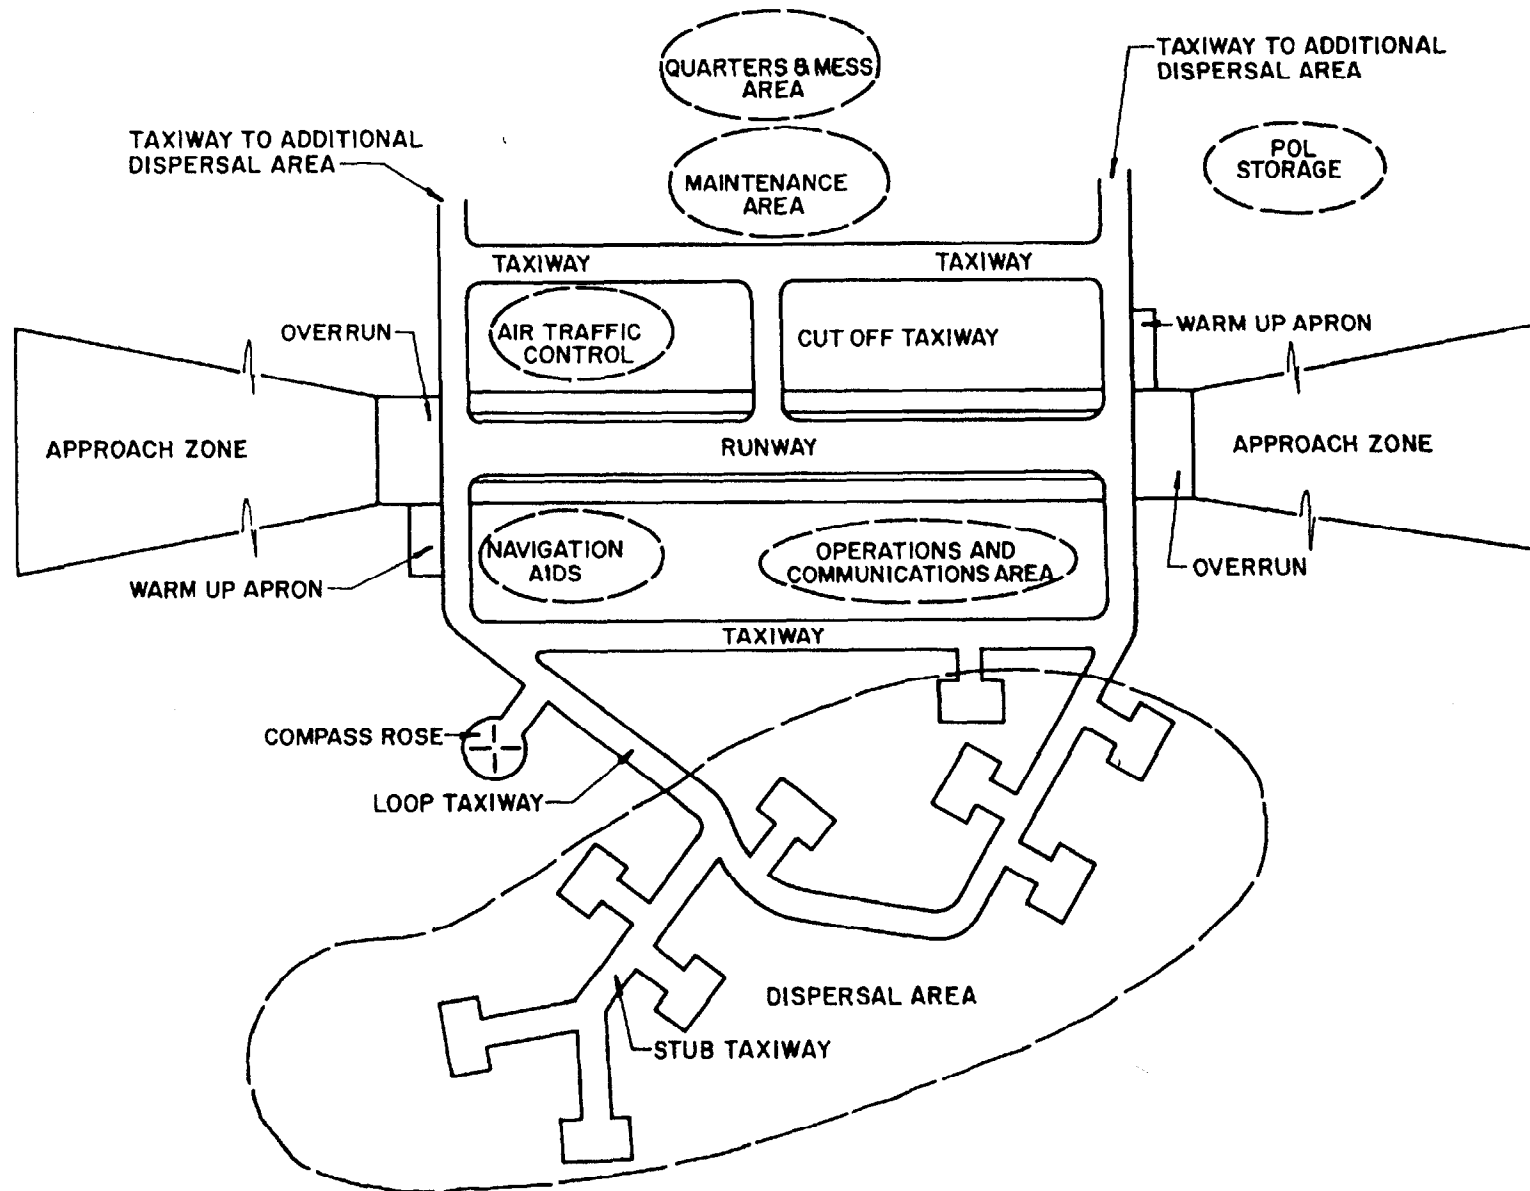 QUARTERS & MESS
AREA
TAXIWAY TO ADDITIONAL
DISPERSAL AREA
TAXIWAY TO ADDITIONAL
DISPERSAL AREA
POL
STORAGE
MAINTENANCE
AREA
TAXIWAY
TAXIWAY
OVERRUN
AIR TRAFFIC
CONTROL
CUT OFF TAXIWAY
WARM UP APRON
APPROACH ZONE
RUNWAY
APPROACH ZONE
NAVIGATION
AIDS
OPERATIONS AND
COMMUNICATIONS AREA
WARM UP APRON
OVERRUN
TAXIWAY
COMPASS ROSE
LOOP TAXIWAY
DISPERSAL AREA
STUB TAXIWAY